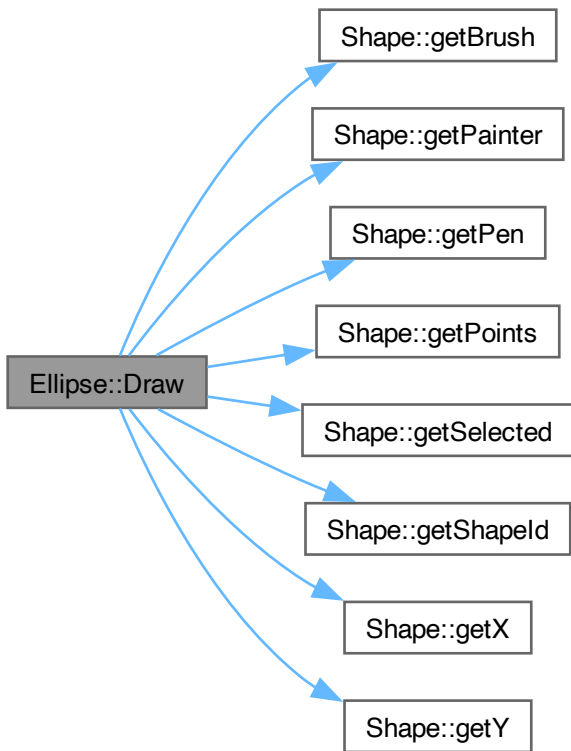 Shape::getBrush
Shape::getPainter
Shape::getPen
Shape::getPoints
Ellipse::Draw
Shape::getSelected
Shape::getShapeId
Shape::getX
Shape::getY